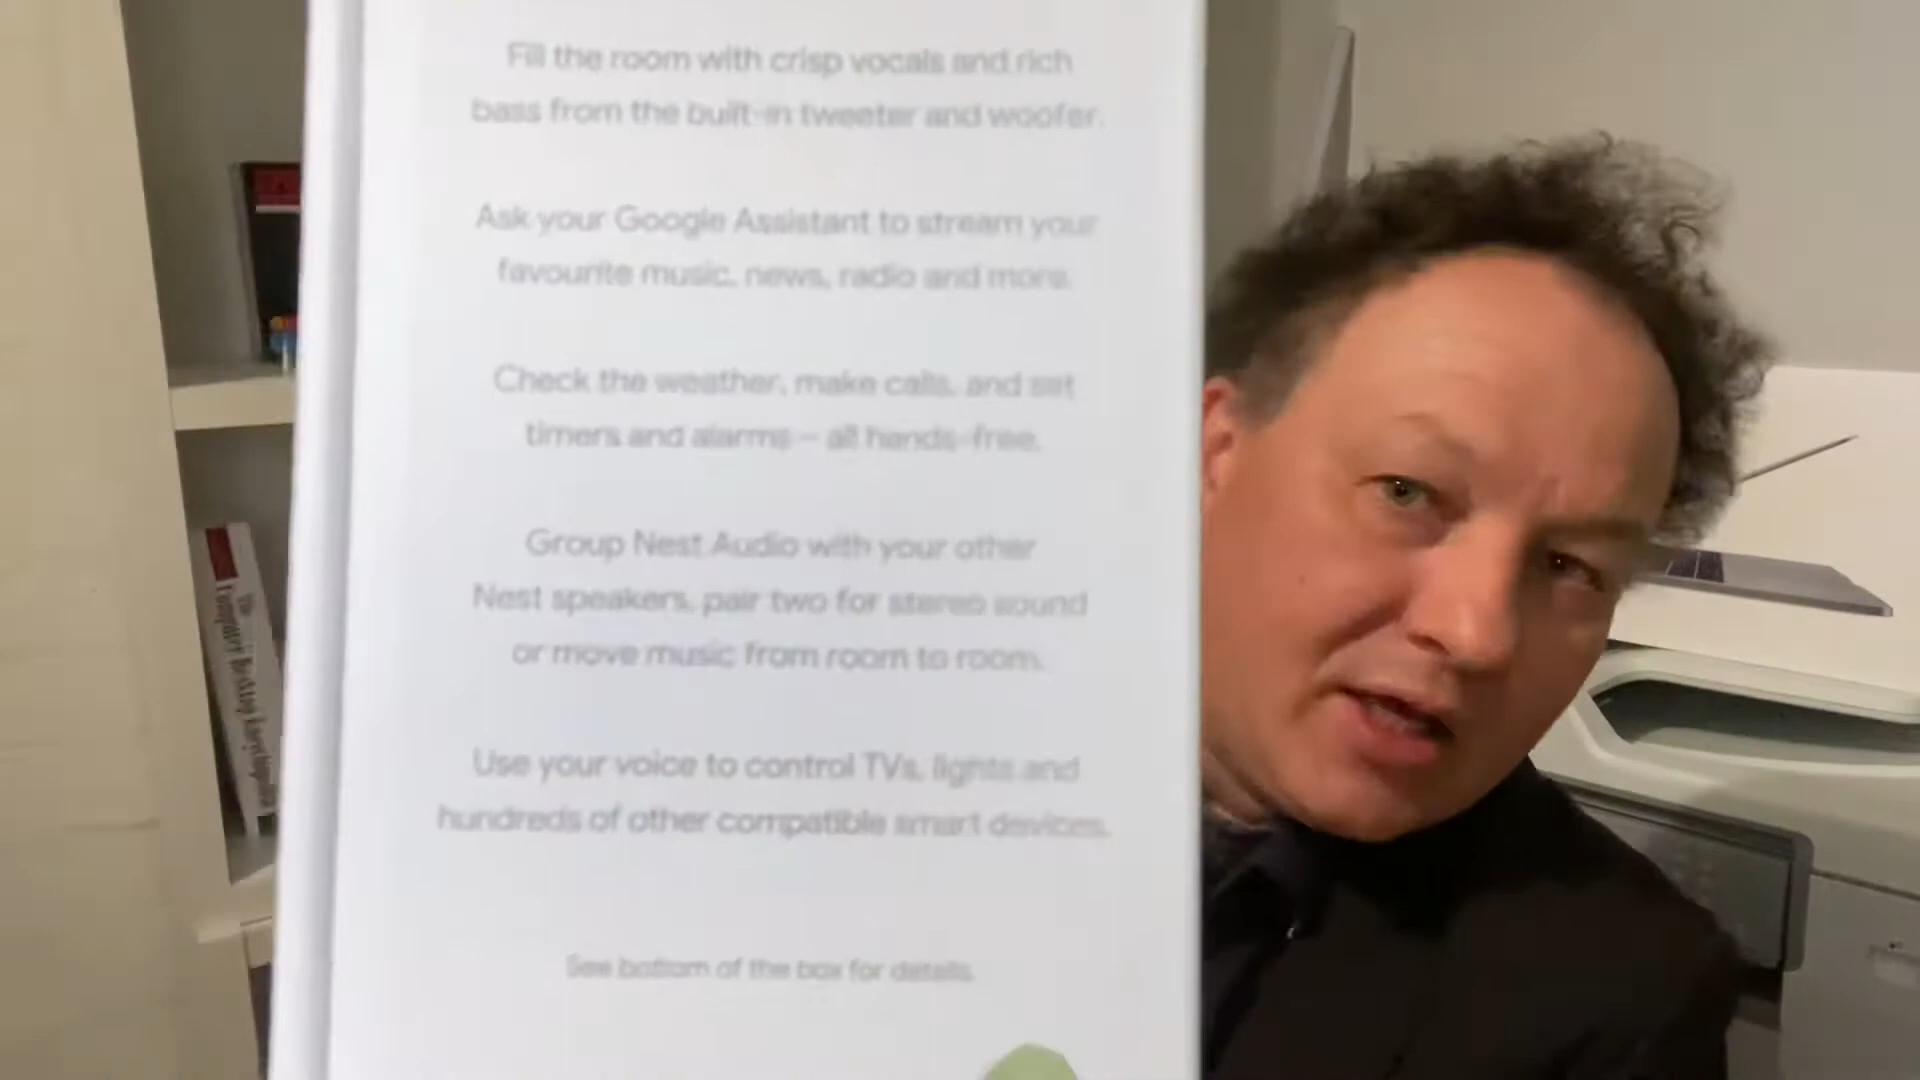 Fill the room with crisp vocals and rich
bass from the built-in tweeter and woofer.
Ask your Google Assistant to stream your
favourite music, news, radio and more.
Check the weather, make calls, and set
timers and alarms – all hands-free.
Group Nest Audio with your other
Nest speakers, pair two for stereo sound
or move music from room to room.
Use your voice to control TVs, lights and
hundreds of other compatible smart devices.
See bottom of the box for details.
The
Computer Desktop Encyclopedia